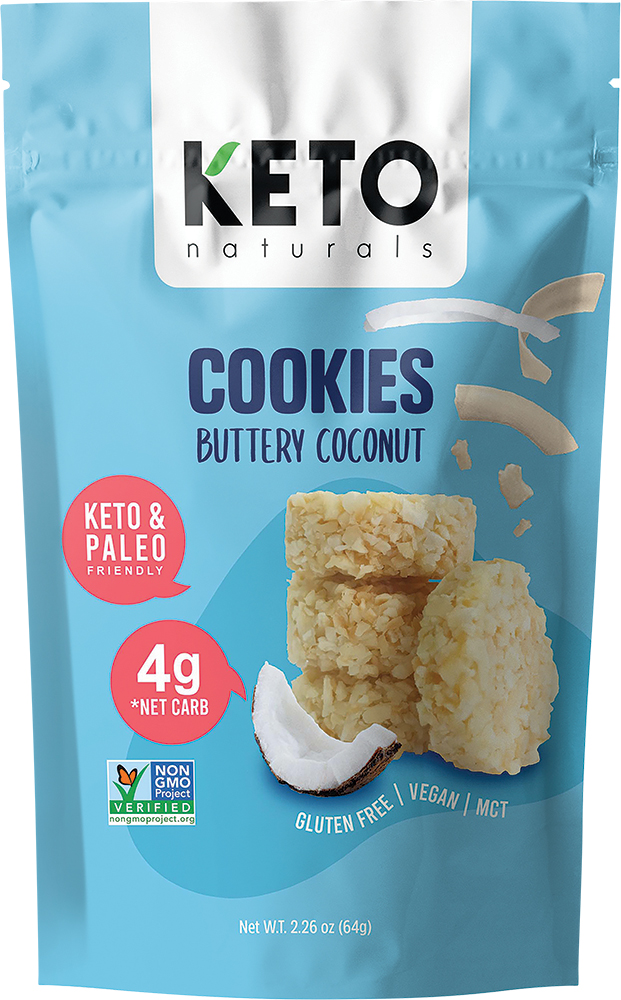 KETO
naturals
COOKIES
BUTTERY COCONUT
KETO &
PALEO
FRIENDLY
4g
*NET CARB
NON
GMO
Project
VERIFIED
nongmoproject.org
GLUTEN FREE | VEGAN | MCT
Net W.T. 2.26 oz (64g)